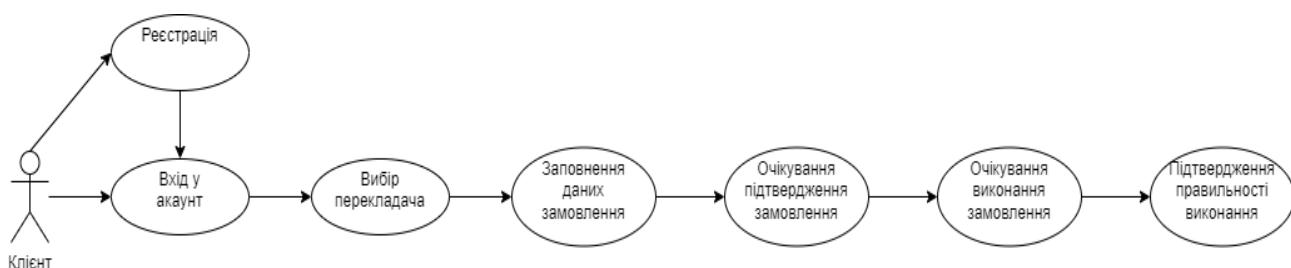 Реєстрація
Вхід у
акаунт
Вибір
перекладача
Заповнення
даних
замовлення
Очікування
підтвердження
замовлення
Очікування
виконання
замовлення
Підтвердження
правильності
виконання
Клієнт